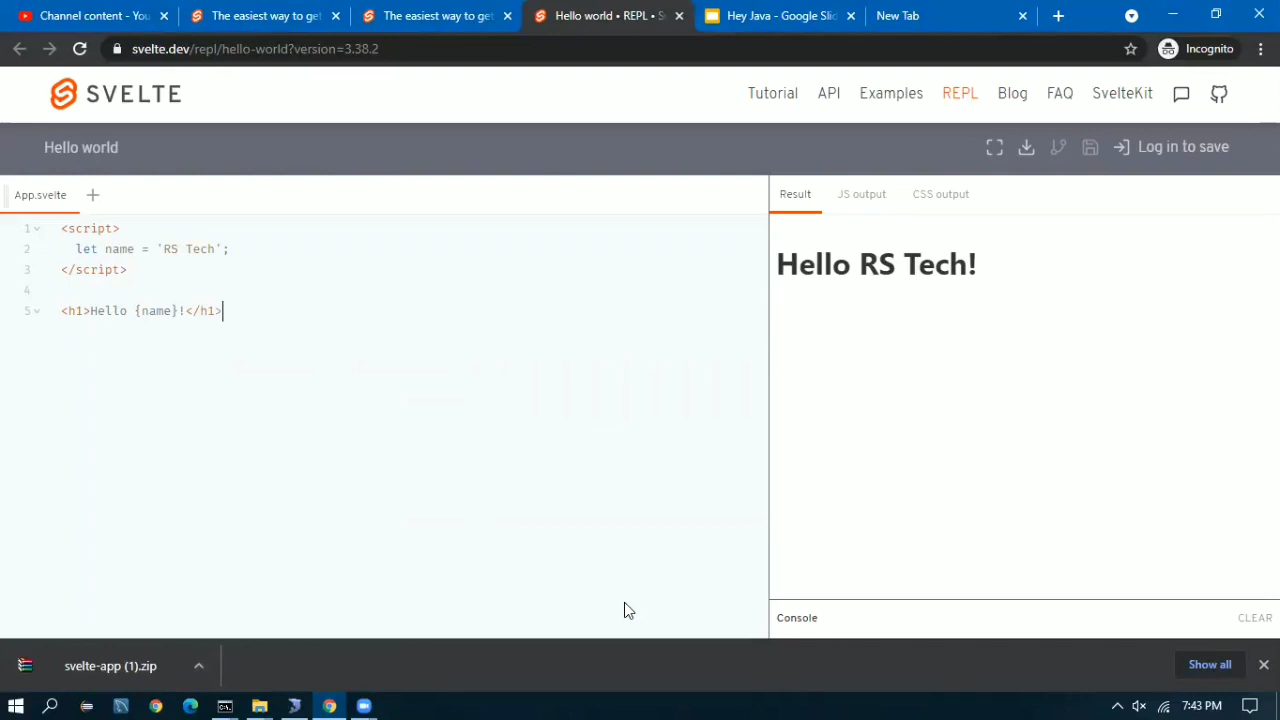 Channel content - You
The easiest way to get
The easiest way to get
Hello world • REPL • S
Hey Java - Google Slid
New Tab
svelte.dev/repl/hello-world?version=3.38.2
Incognito
SVELTE
Tutorial
API
Examples
REPL
Blog
FAQ
SvelteKit
Hello world
Log in to save
App.svelte
Result
JS output
CSS output
1
<script>
2
let name = 'RS Tech';
3
</script>
4
5
<h1>Hello {name}!</h1>
Hello RS Tech!
Console
CLEAR
svelte-app (1).zip
Show all
7:43 PM